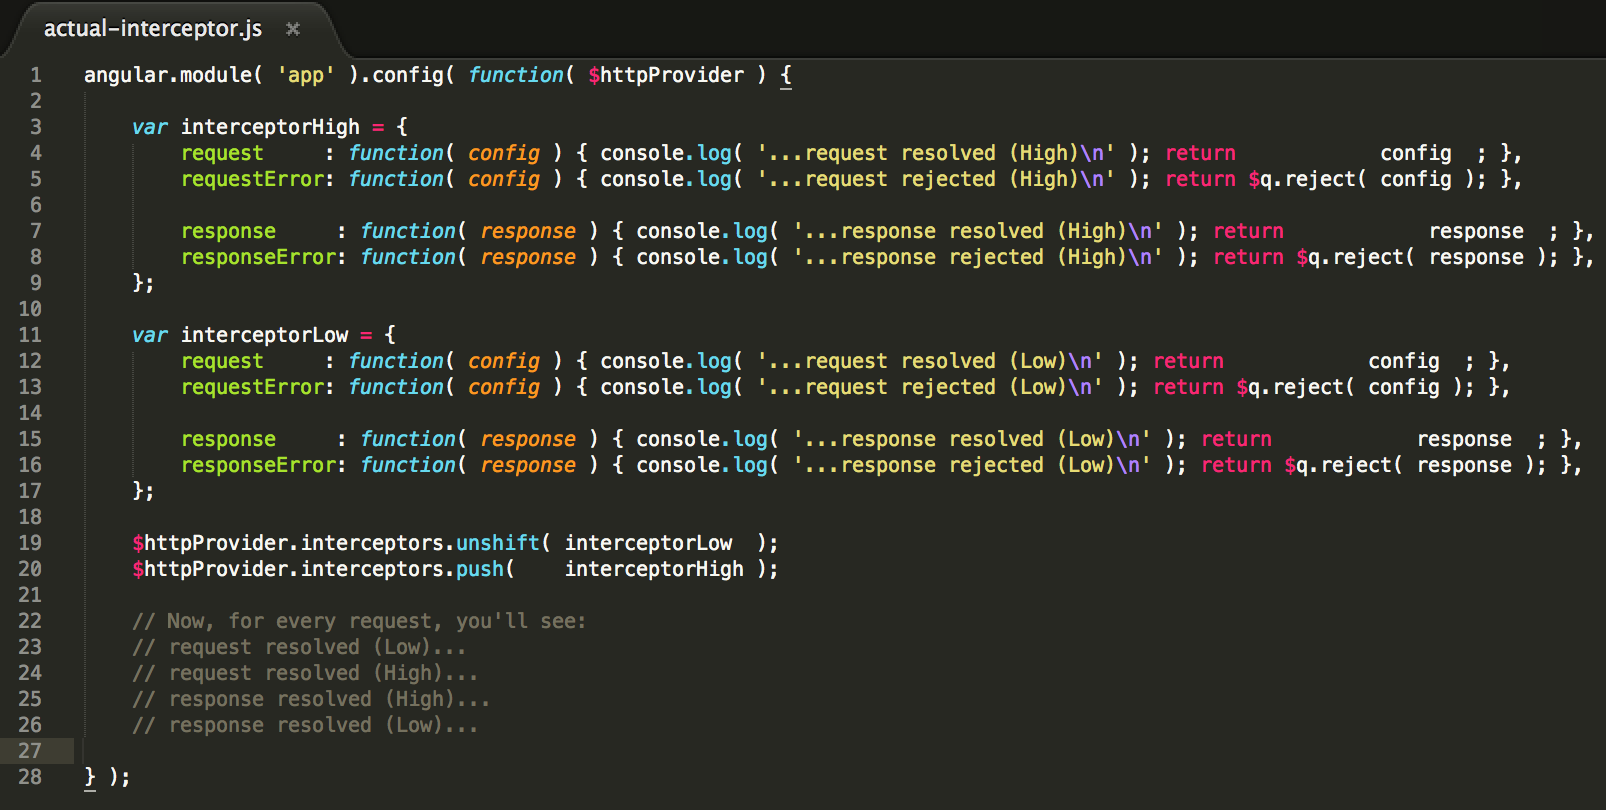 actual-interceptor.js ×
1 angular.module( 'app' ).config( function( $httpProvider ) {
2
3     var interceptorHigh = {
4         request     : function( config ) { console.log( '...request resolved (High)\n' ); return            config  ; },
5         requestError: function( config ) { console.log( '...request rejected (High)\n' ); return $q.reject( config ); },
6
7         response     : function( response ) { console.log( '...response resolved (High)\n' ); return            response  ; },
8         responseError: function( response ) { console.log( '...response rejected (High)\n' ); return $q.reject( response ); },
9     };
10
11     var interceptorLow = {
12         request     : function( config ) { console.log( '...request resolved (Low)\n' ); return            config  ; },
13         requestError: function( config ) { console.log( '...request rejected (Low)\n' ); return $q.reject( config ); },
14
15         response     : function( response ) { console.log( '...response resolved (Low)\n' ); return            response  ; },
16         responseError: function( response ) { console.log( '...response rejected (Low)\n' ); return $q.reject( response ); },
17     };
18
19     $httpProvider.interceptors.unshift( interceptorLow  );
20     $httpProvider.interceptors.push(    interceptorHigh );
21
22     // Now, for every request, you'll see:
23     // request resolved (Low)...
24     // request resolved (High)...
25     // response resolved (High)...
26     // response resolved (Low)...
27
28 } );